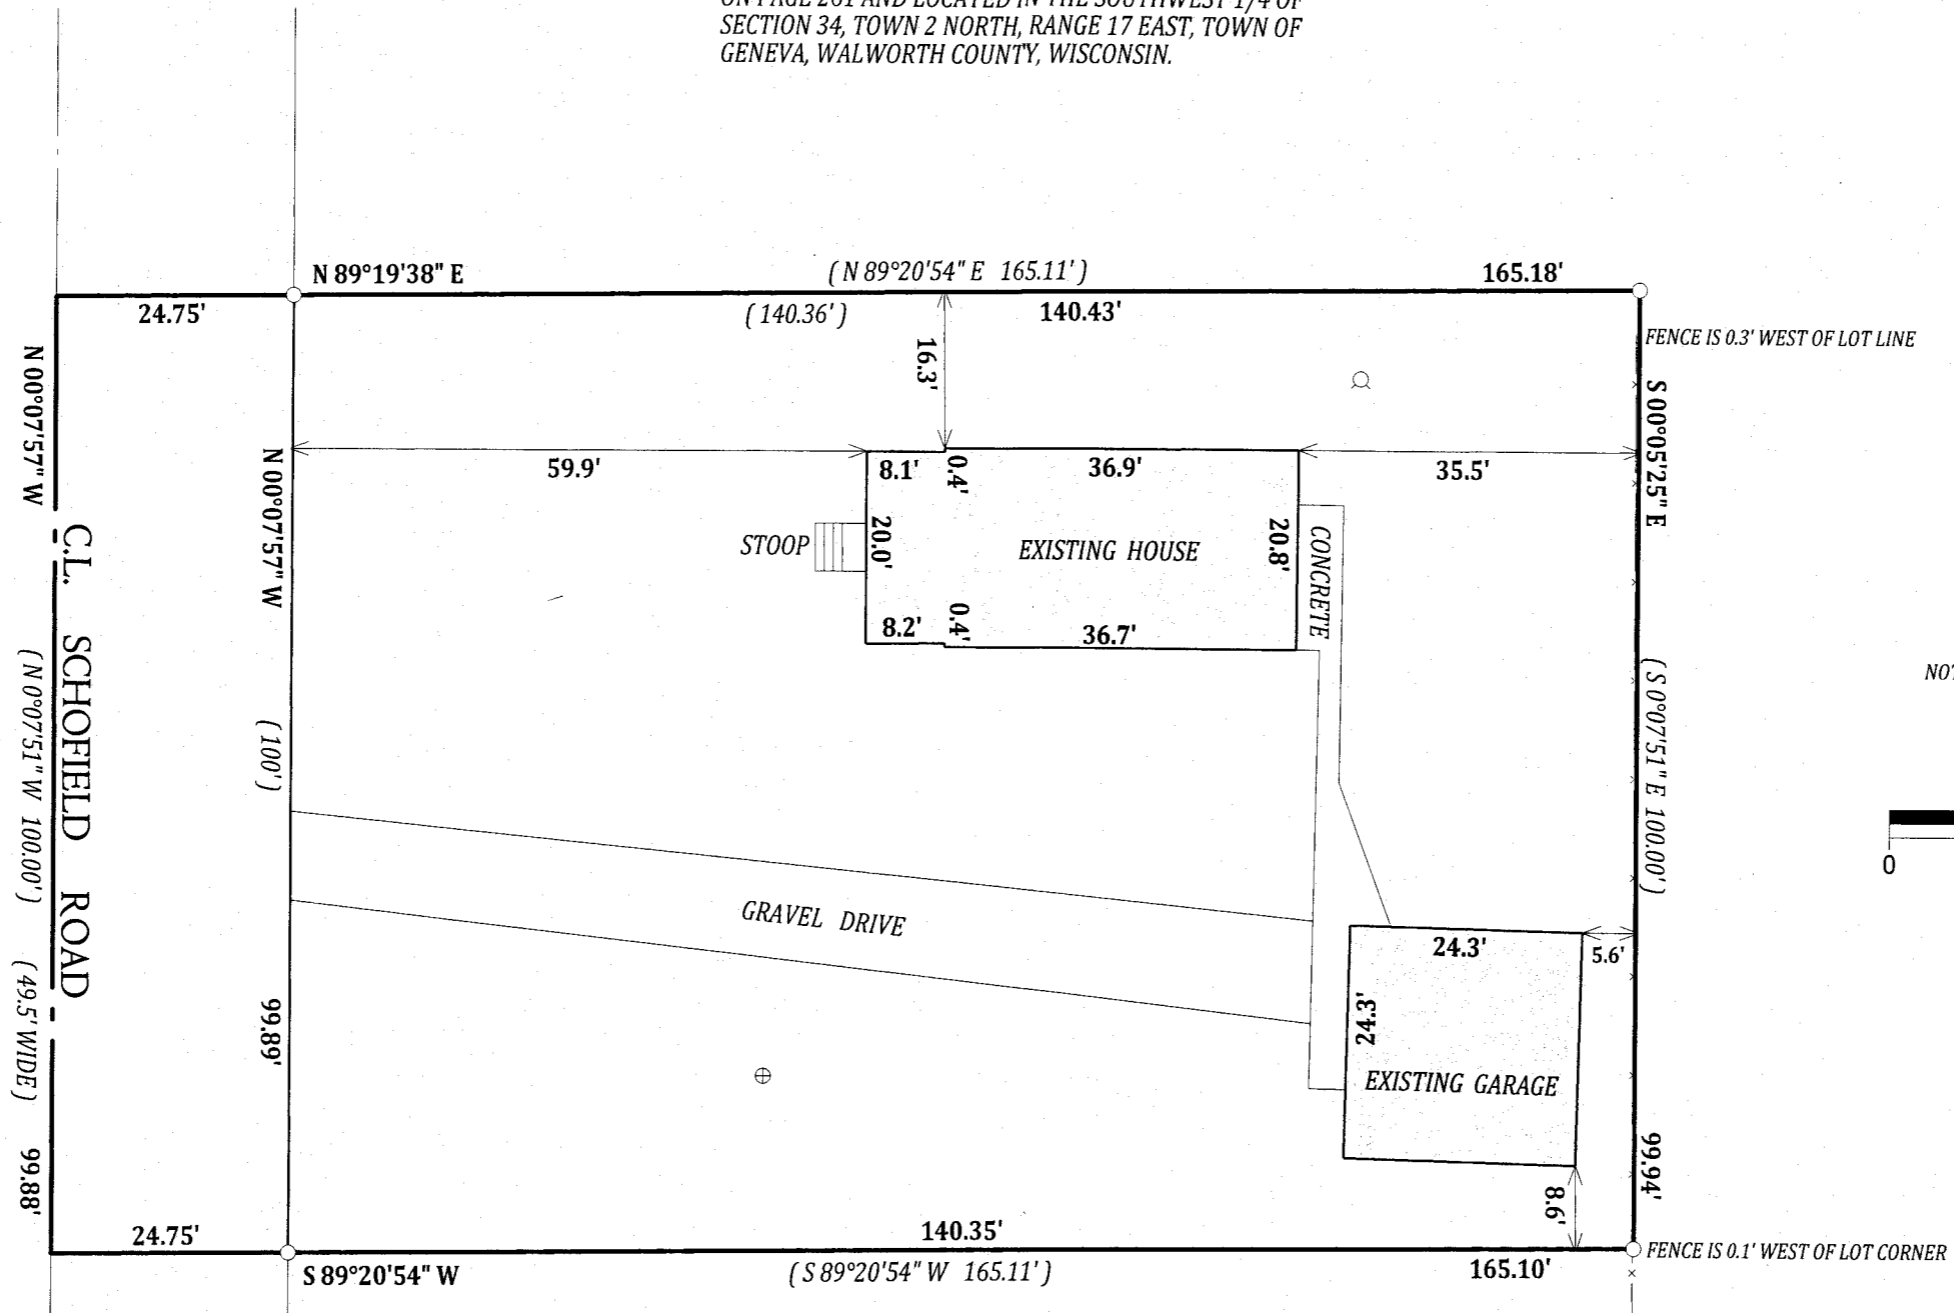 SECTION 34, TOWN 2 NORTH, RANGE 17 EAST, TOWN OF
GENEVA, WALWORTH COUNTY, WISCONSIN.
N 89°19'38" E
( N 89°20'54" E 165.11' )
165.18'
24.75'
( 140.36' )
140.43'
16.3'
FENCE IS 0.3' WEST OF LOT LINE
N 00°07'57" W
S 00°05'25" E
N 00°07'57" W
59.9'
8.1'
0.4'
36.9'
35.5'
STOOP
20.0'
EXISTING HOUSE
20.8'
CONCRETE
8.2'
0.4'
36.7'
C.L. SCHOFIELD ROAD
( N 0°07'51" W 100.00' )
( 49.5' WIDE )
99.88'
( 100' )
99.89'
( S 0°07'51" E 100.00' )
0
GRAVEL DRIVE
24.3'
5.6'
24.3'
EXISTING GARAGE
99.94'
8.6'
24.75'
140.35'
S 89°20'54" W
( S 89°20'54" W 165.11' )
165.10'
FENCE IS 0.1' WEST OF LOT CORNER